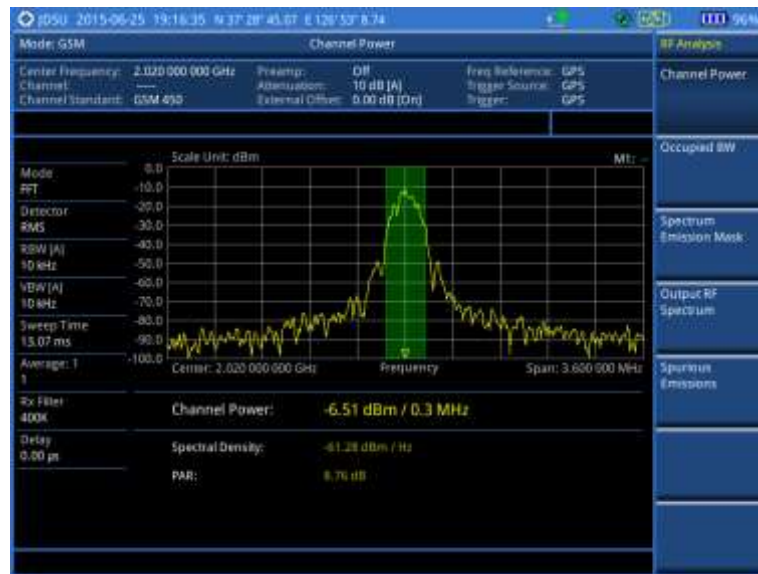 JDSU 2015-06-25 19:16:35 N 37° 28' 45.07 E 126° 53' 8.74 96%
Mode: GSM Channel Power RF Analysis
Center Frequency: 2.020 000 000 GHz Preamp: Off Freq Reference: GPS
Channel: ---- Attenuation: 10 dB [A] Trigger Source: GPS
Channel Standard: GSM 450 External Offset: 0.00 dB [On] Trigger: GPS
Channel Power
Occupied BW
Spectrum
Emission Mask
Output RF
Spectrum
Spurious
Emissions
Scale Unit: dBm M1: --
Mode
FFT
Detector
RMS
RBW [A]
10 kHz
VBW [A]
10 kHz
Sweep Time
13.07 ms
Average: 1
1
Rx Filter
400K
Delay
0.00 µs
0.0
-10.0
-20.0
-30.0
-40.0
-50.0
-60.0
-70.0
-80.0
-90.0
-100.0
Center: 2.020 000 000 GHz Frequency Span: 3.600 000 MHz
Channel Power: -6.51 dBm / 0.3 MHz
Spectral Density: -61.28 dBm / Hz
PAR: 8.76 dB